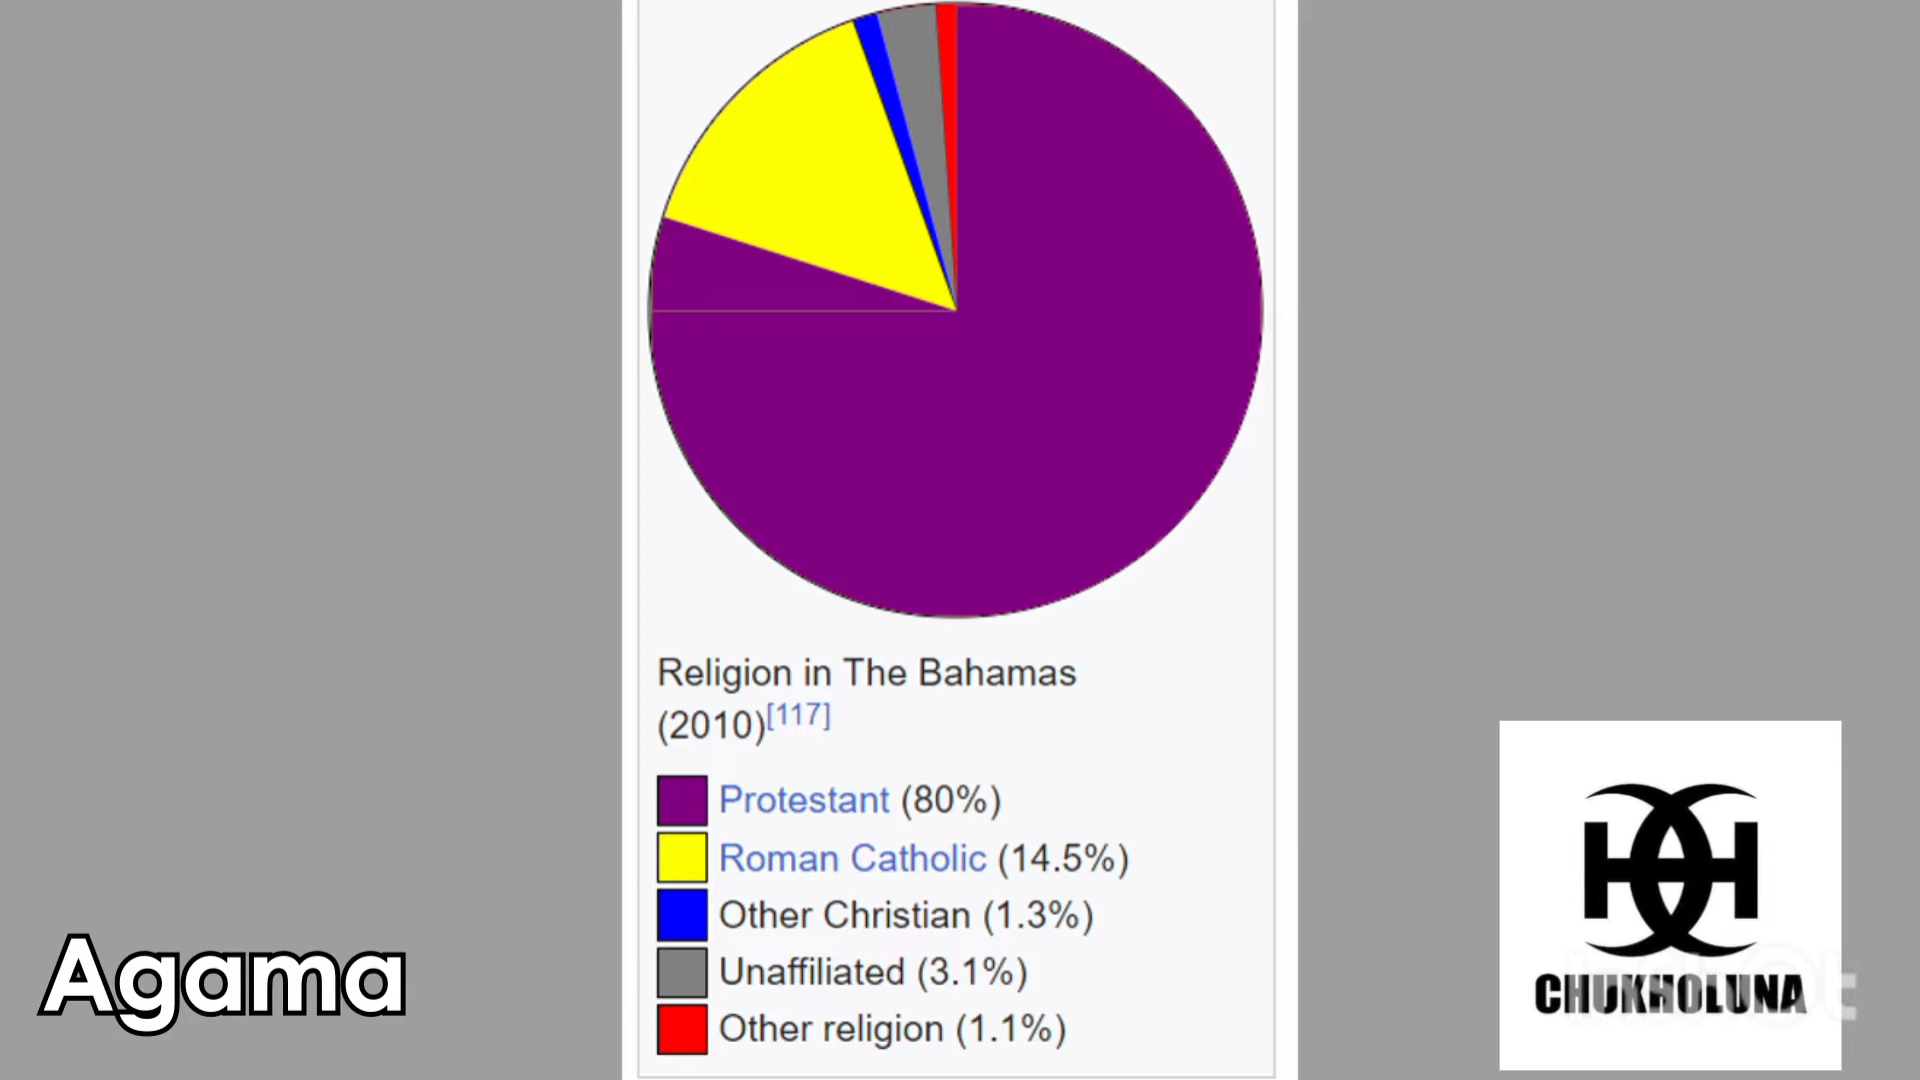 Religion in The Bahamas
(2010)[117]
Protestant (80%)
Roman Catholic (14.5%)
Other Christian (1.3%)
Unaffiliated (3.1%)
Other religion (1.1%)
Agama
CHUKHOLUNA